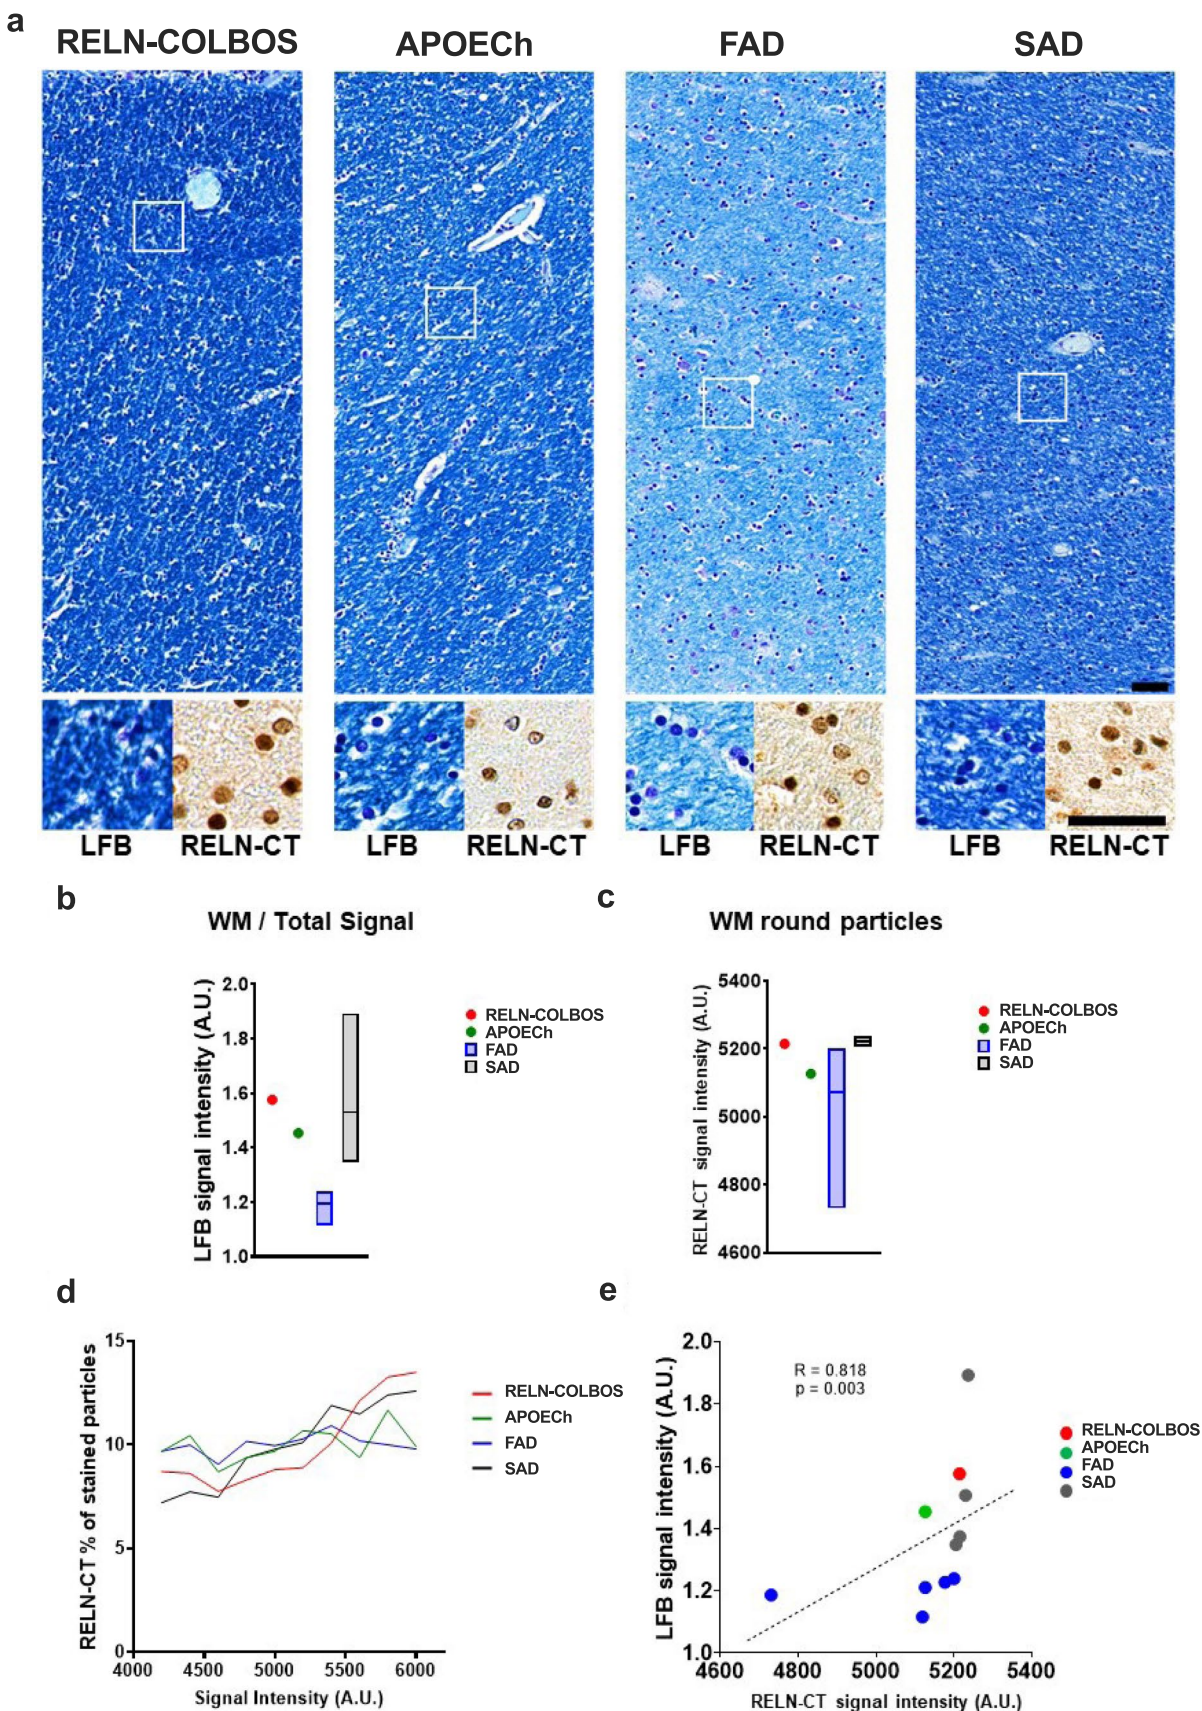 a
RELN-COLBOS APOECh FAD SAD
LFB RELN-CT LFB RELN-CT LFB RELN-CT LFB RELN-CT
b
WM / Total Signal
LFB signal intensity (A.U.)
2.0
1.8
1.6
1.4
1.2
1.0
RELN-COLBOS
APOECh
FAD
SAD
c
WM round particles
RELN-CT signal intensity (A.U.)
5400
5200
5000
4800
4600
RELN-COLBOS
APOECh
FAD
SAD
d
RELN-CT % of stained particles
15
10
5
0
4000 4500 5000 5500 6000
Signal Intensity (A.U.)
RELN-COLBOS
APOECh
FAD
SAD
e
LFB signal intensity (A.U.)
2.0
1.8
1.6
1.4
1.2
1.0
R = 0.818
p = 0.003
4600 4800 5000 5200 5400
RELN-CT signal intensity (A.U.)
RELN-COLBOS
APOECh
FAD
SAD